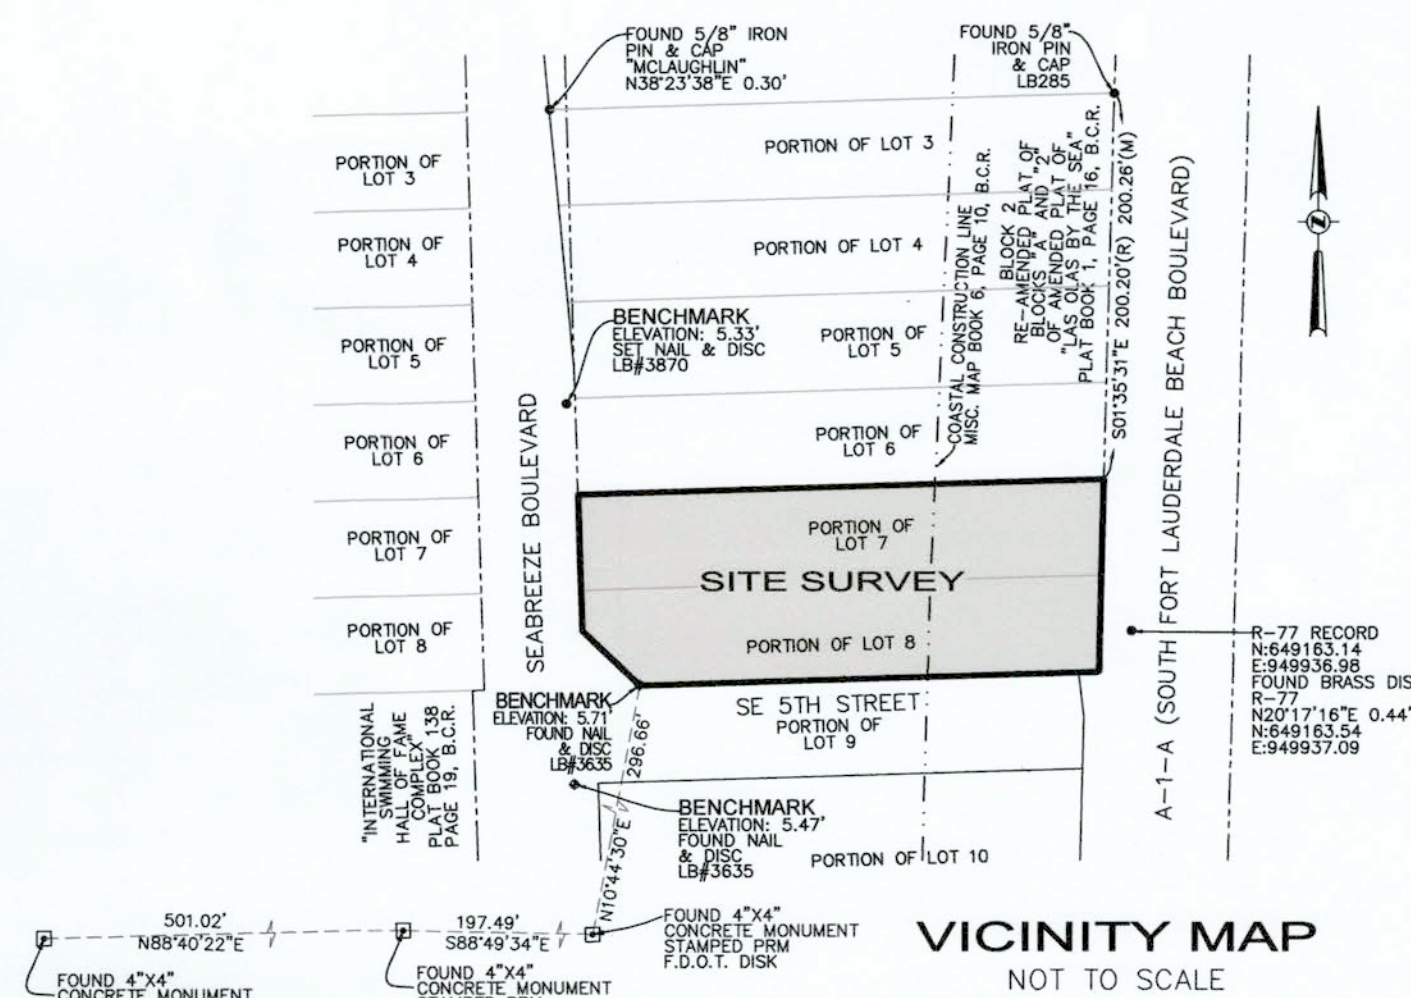 FOUND 5/8" IRON
PIN & CAP
"MCLAUGHLIN"
N38°23'38"E 0.30'
FOUND 5/8"
IRON PIN
& CAP
LB285
PORTION OF
LOT 3
PORTION OF
LOT 4
PORTION OF
LOT 5
PORTION OF
LOT 6
PORTION OF
LOT 7
PORTION OF
LOT 8
PORTION OF LOT 3
PORTION OF LOT 4
PORTION OF
LOT 5
PORTION OF
LOT 6
BENCHMARK
ELEVATION: 5.33'
SET NAIL & DISC
LB#3870
COASTAL CONSTRUCTION LINE
MISC. MAP BOOK 6, PAGE 10, B.C.R.
BLOCK 2
RE-AMENDED PLAT OF
BLOCKS "A" AND "2"
OF AMENDED PLAT OF
"LAS OLAS BY THE SEA"
PLAT BOOK 1, PAGE 16, B.C.R.
S01°35'31"E 200.20'(R) 200.26'(M)
A-1-A (SOUTH FORT LAUDERDALE BEACH BOULEVARD)
SEABREEZE BOULEVARD
PORTION OF
LOT 7
SITE SURVEY
PORTION OF LOT 8
R-77 RECORD
N:649163.14
E:949936.98
FOUND BRASS DIS
R-77
N20°17'16"E 0.44'
N:649163.54
E:949937.09
BENCHMARK
ELEVATION: 5.71'
FOUND NAIL
& DISC
LB#3635
SE 5TH STREET
PORTION OF
LOT 9
"INTERNATIONAL
SWIMMING
HALL OF FAME
COMPLEX"
PLAT BOOK 138
PAGE 19, B.C.R.
296.66'
N10°44'30"E
BENCHMARK
ELEVATION: 5.47'
FOUND NAIL
& DISC
LB#3635
PORTION OF LOT 10
501.02'
N88°40'22"E
197.49'
S88°49'34"E
FOUND 4"X4"
CONCRETE MONUMENT
STAMPED PRM
F.D.O.T. DISK
FOUND 4"X4"
CONCRETE MONUMENT
FOUND 4"X4"
CONCRETE MONUMENT
STAMPED PRM
VICINITY MAP
NOT TO SCALE
N